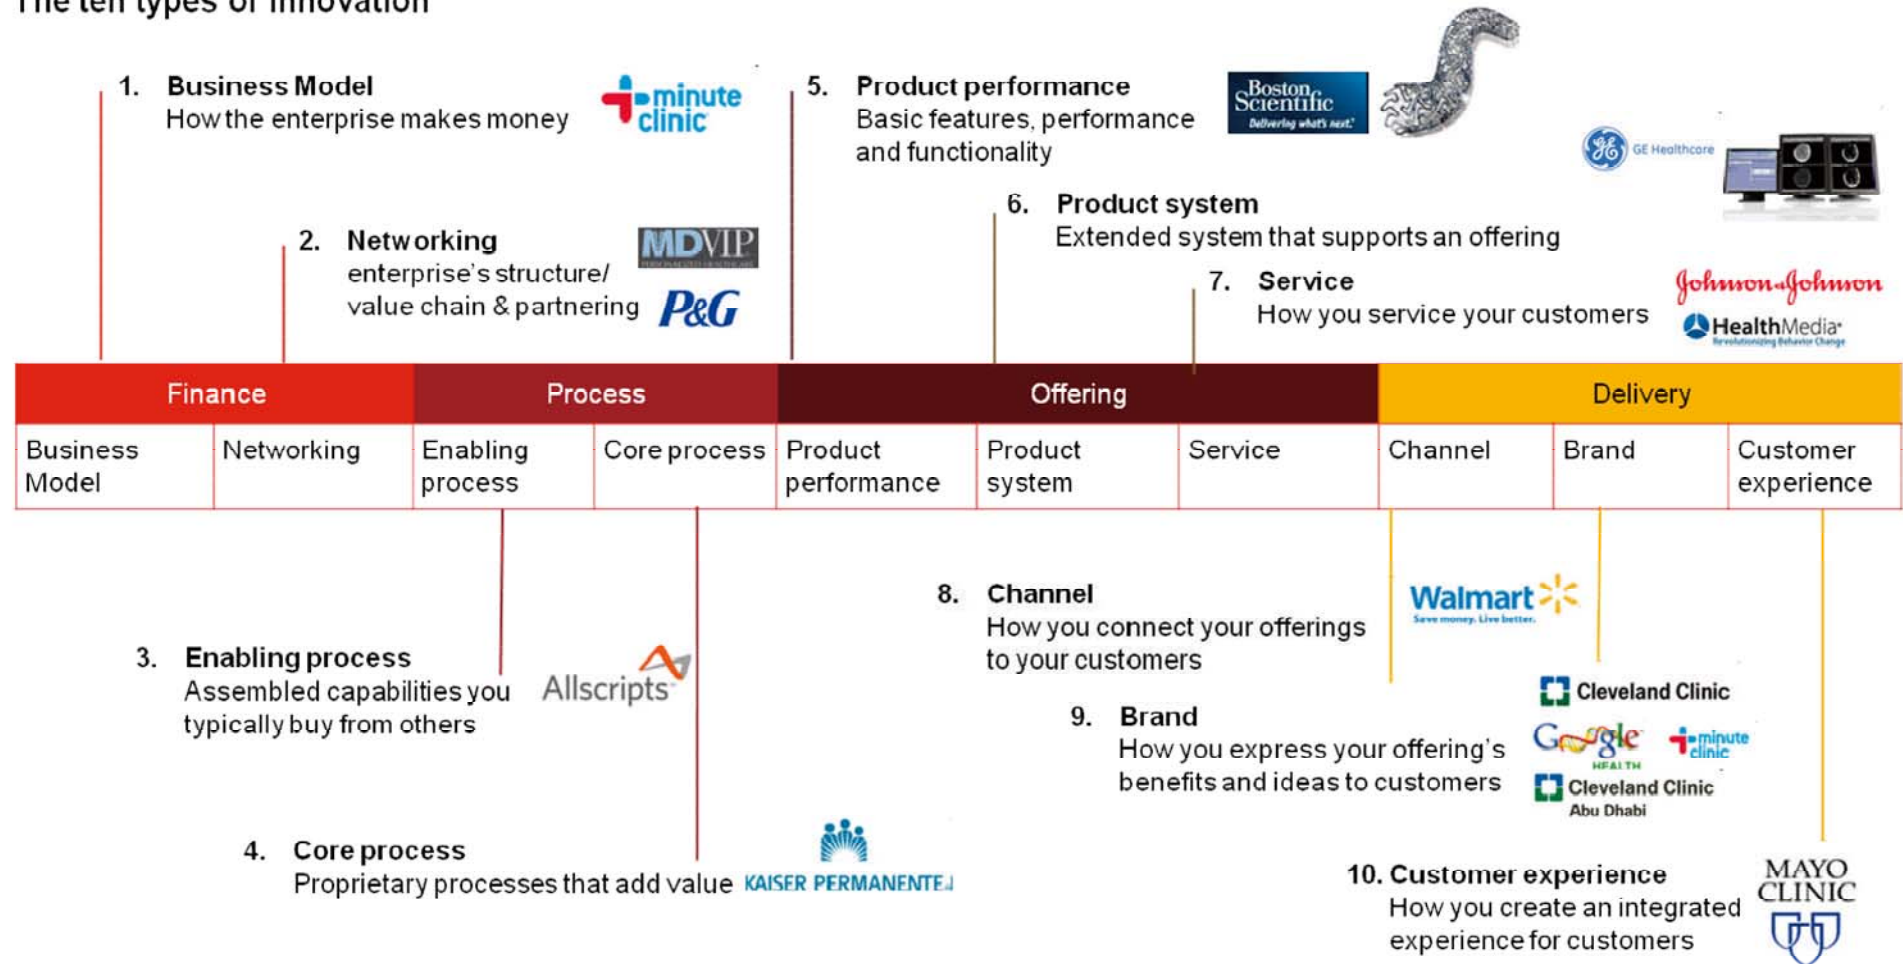 The ten types of innovation
1. Business Model
How the enterprise makes money
minute
clinic
2. Networking
enterprise's structure/
value chain & partnering
MDVIP
P&G
5. Product performance
Basic features, performance
and functionality
Boston
Scientific
Delivering what's next.
GE Healthcare
6. Product system
Extended system that supports an offering
7. Service
How you service your customers
Johnson & Johnson
HealthMedia
Revolutionizing Behavior Change
Finance Process Offering Delivery
Business Networking Enabling Core process Product Product Service Channel Brand Customer
Model process performance system experience
3. Enabling process
Assembled capabilities you
typically buy from others
Allscripts
4. Core process
Proprietary processes that add value
KAISER PERMANENTE
8. Channel
How you connect your offerings
to your customers
Walmart
Save money. Live better.
9. Brand
How you express your offering's
benefits and ideas to customers
Cleveland Clinic
Google
HEALTH
minute
clinic
Cleveland Clinic
Abu Dhabi
10. Customer experience
How you create an integrated
experience for customers
MAYO
CLINIC